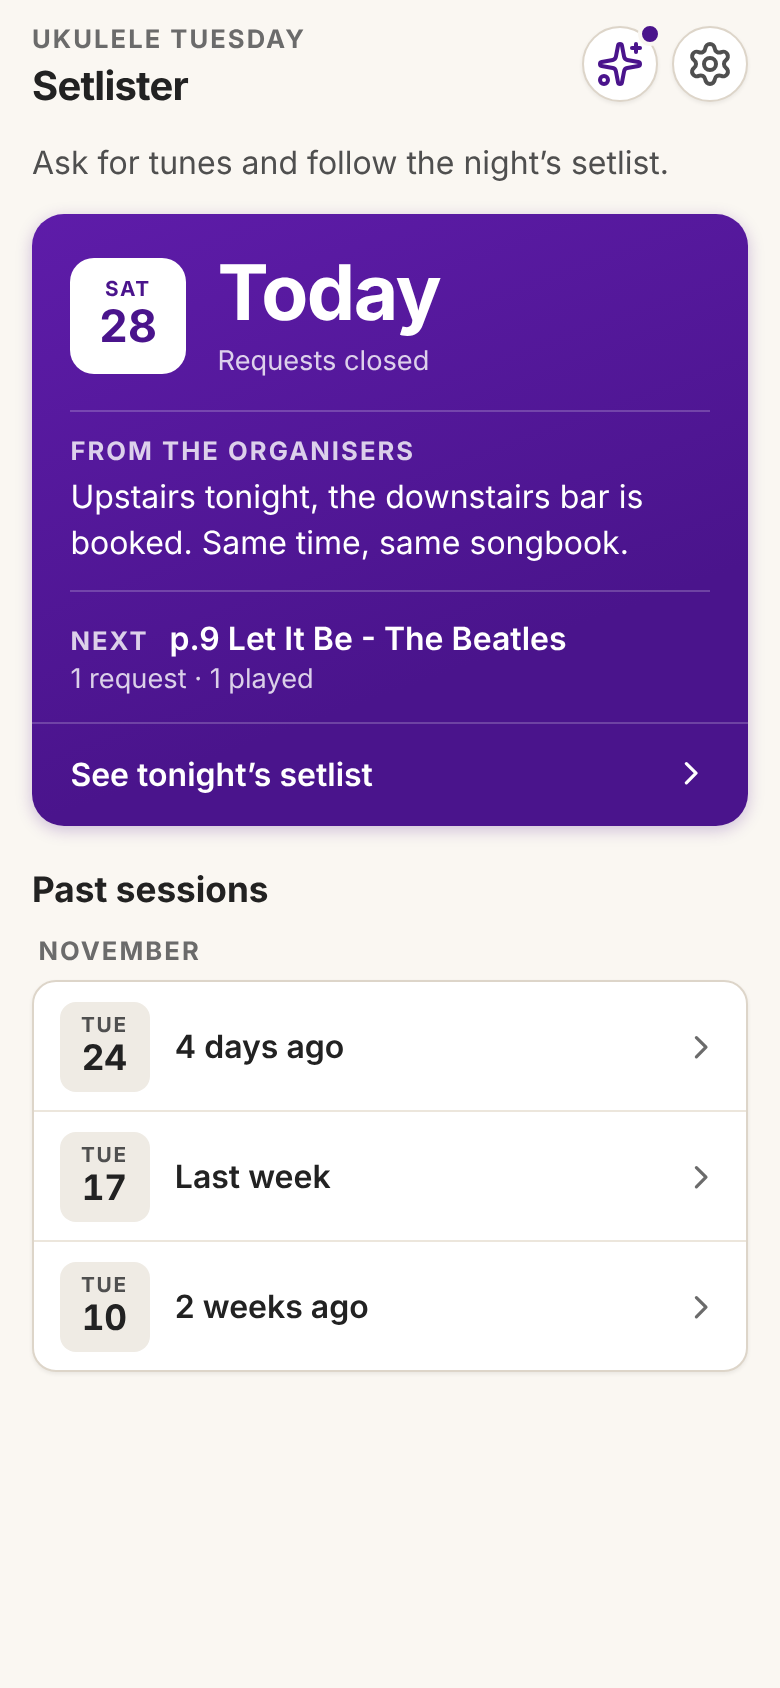 UKULELE TUESDAY
Setlister
Ask for tunes and follow the night’s setlist.
SAT
28
Today
Requests closed
FROM THE ORGANISERS
Upstairs tonight, the downstairs bar is
booked. Same time, same songbook.
NEXT p.9 Let It Be - The Beatles
1 request · 1 played
See tonight’s setlist
Past sessions
NOVEMBER
TUE
24
4 days ago
TUE
17
Last week
TUE
10
2 weeks ago